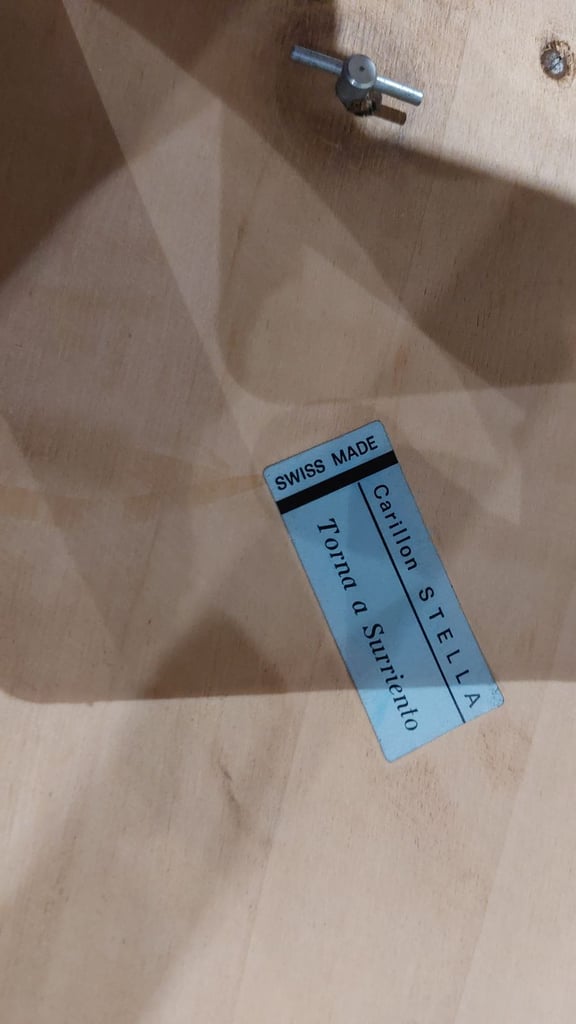 SWISS MADE
Carillon STELLA
Torna a Surriento